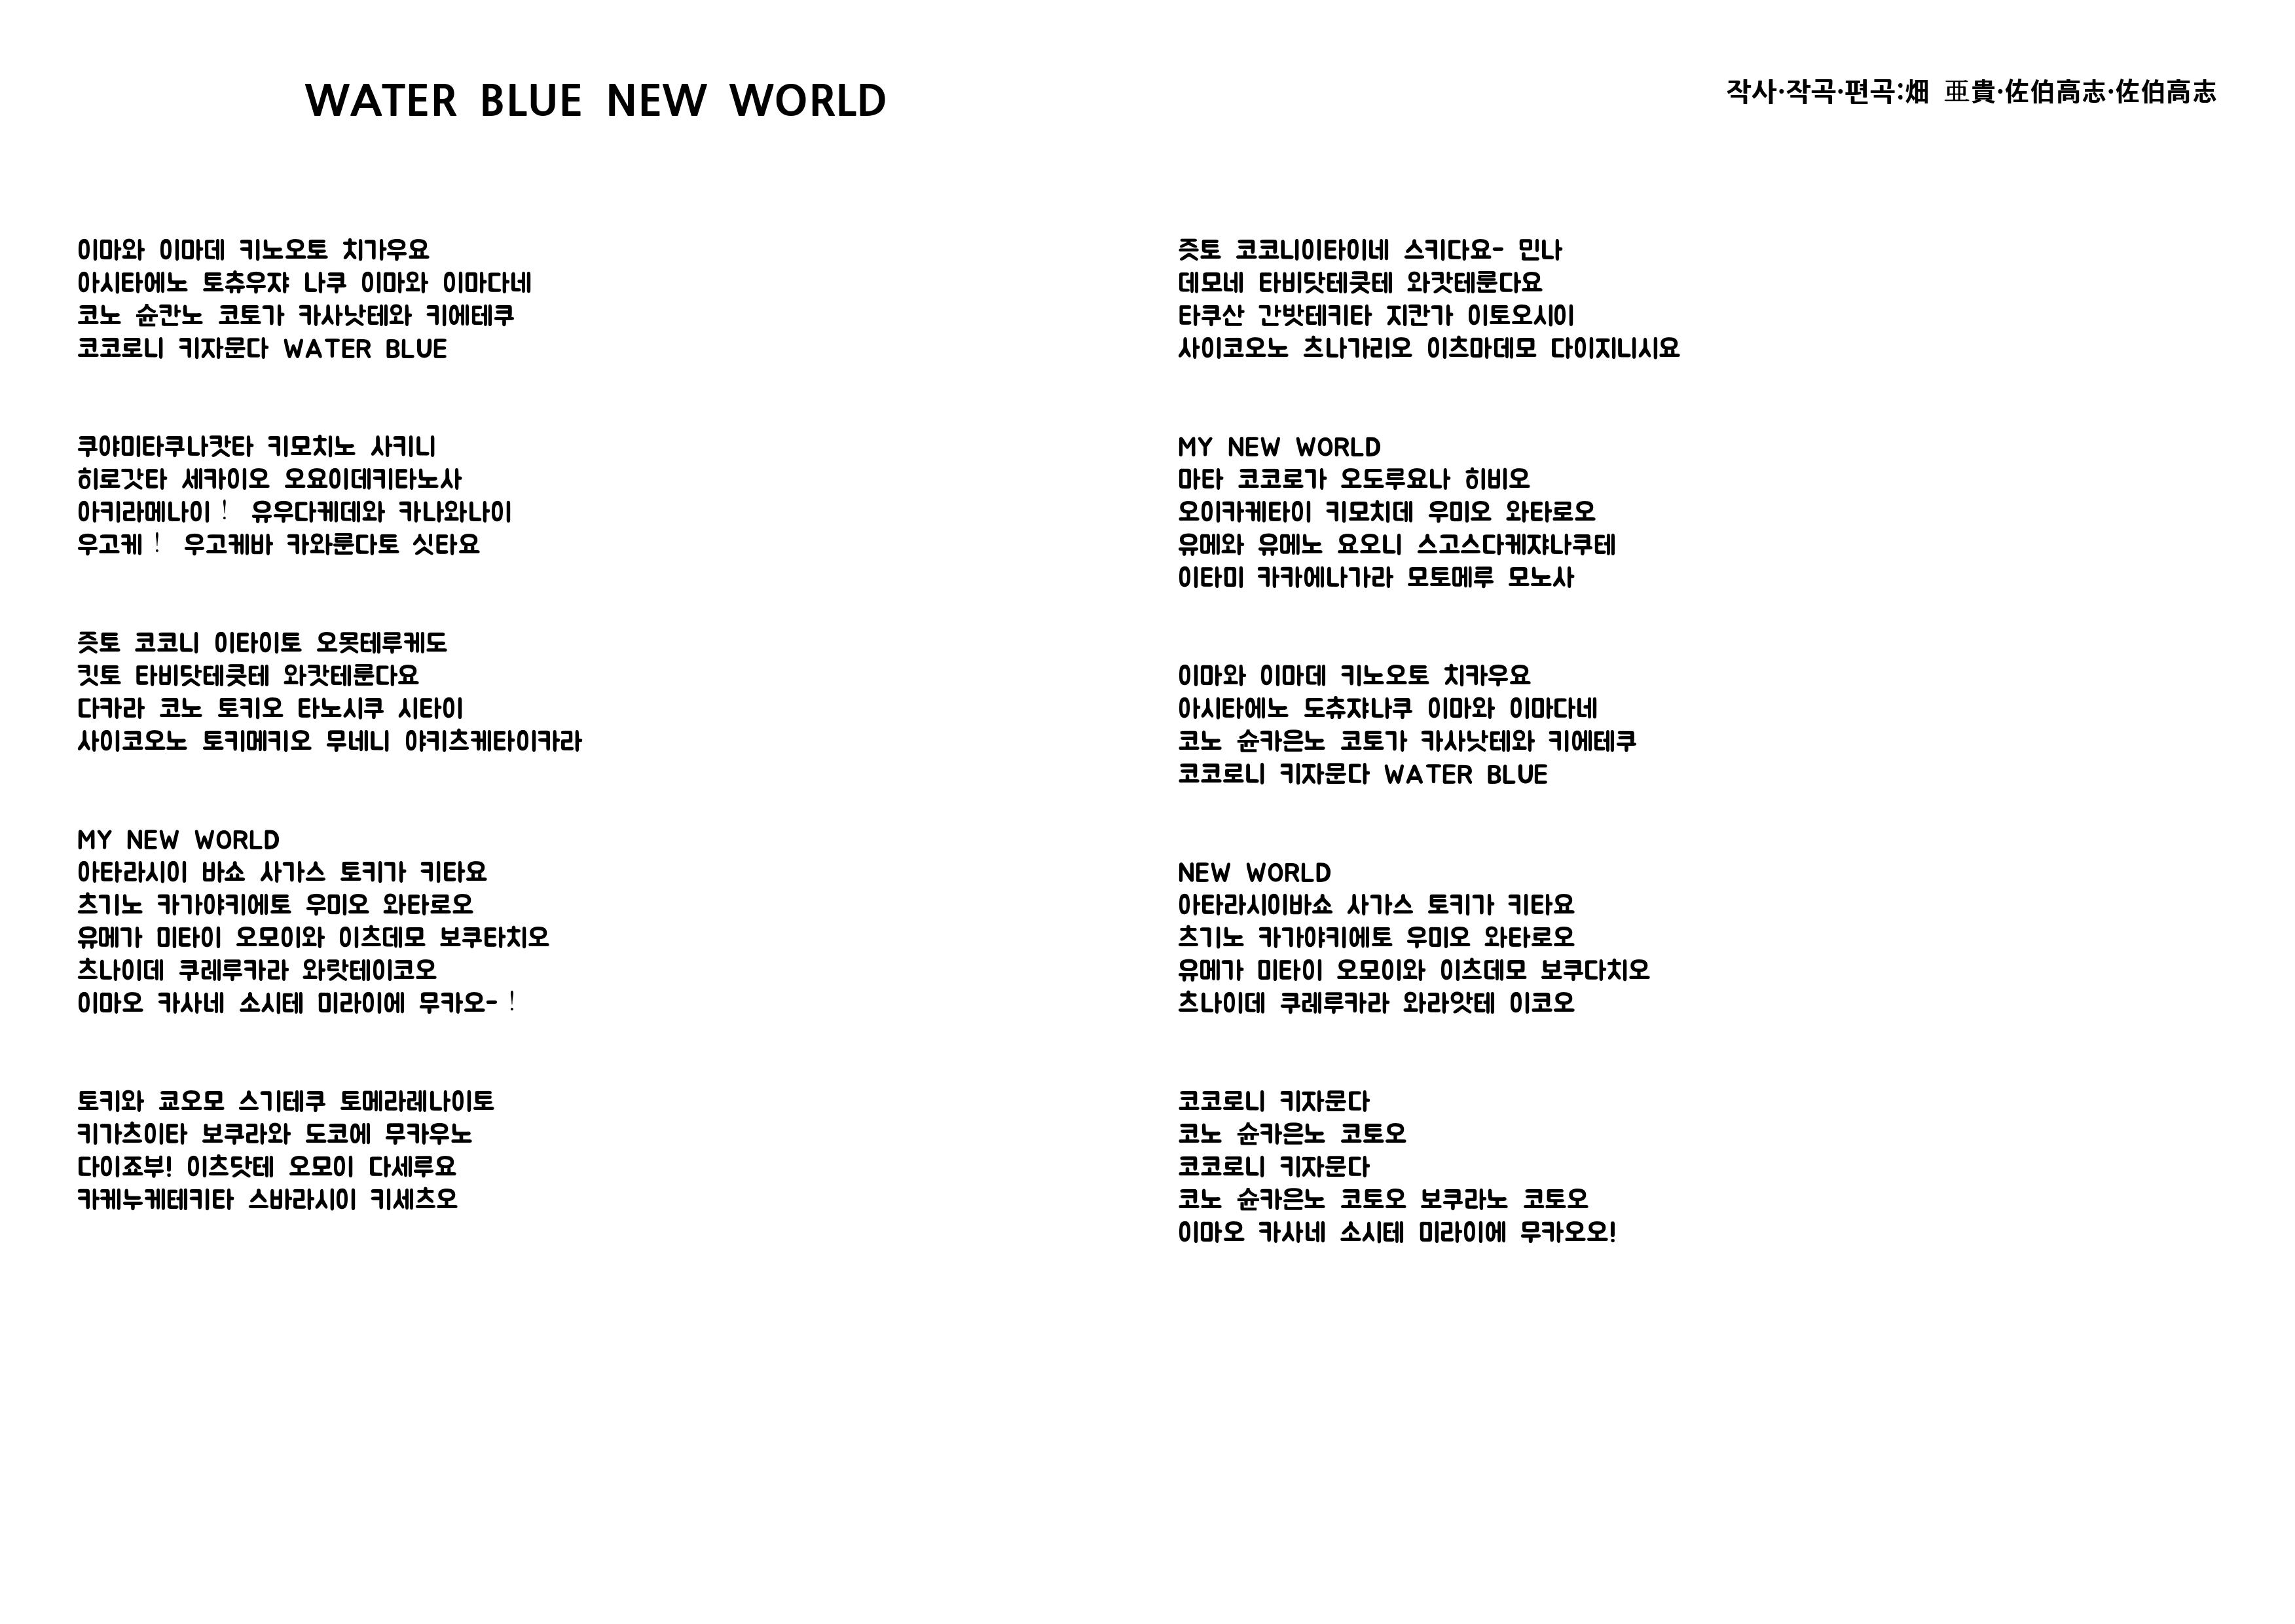 WATER BLUE NEW WORLD
작사·작곡·편곡:畑 亜貴·佐伯高志·佐伯高志
이마와 이마데 키노오토 치가우요
아시타에노 토츄우쟈 나쿠 이마와 이마다네
코노 슌칸노 코토가 카사낫테와 키에테쿠
코코로니 키자문다 WATER BLUE
쿠야미타쿠나캇타 키모치노 사키니
히로갓타 세카이오 오요이데키타노사
아키라메나이! 유우다케데와 카나와나이
우고케! 우고케바 카와룬다토 싯타요
즛토 코코니 이타이토 오못테루케도
킷토 타비닷테쿳테 와캇테룬다요
다카라 코노 토키오 타노시쿠 시타이
사이코오노 토키메키오 무네니 야키츠케타이카라
MY NEW WORLD
아타라시이 바쇼 사가스 토키가 키타요
츠기노 카가야키에토 우미오 와타로오
유메가 미타이 오모이와 이츠데모 보쿠타치오
츠나이데 쿠레루카라 와랏테이코오
이마오 카사네 소시테 미라이에 무카오-!
토키와 쿄오모 스기테쿠 토메라레나이토
키가츠이타 보쿠라와 도코에 무카우노
다이죠부! 이츠닷테 오모이 다세루요
카케누케테키타 스바라시이 키세츠오
즛토 코코니이타이네 스키다요- 민나
데모네 타비닷테쿳테 와캇테룬다요
타쿠산 간밧테키타 지칸가 이토오시이
사이코오노 츠나가리오 이츠마데모 다이지니시요
MY NEW WORLD
마타 코코로가 오도루요나 히비오
오이카케타이 키모치데 우미오 와타로오
유메와 유메노 요오니 스고스다케쟈나쿠테
이타미 카카에나가라 모토메루 모노사
이마와 이마데 키노오토 치카우요
아시타에노 도츄쟈나쿠 이마와 이마다네
코노 슌카은노 코토가 카사낫테와 키에테쿠
코코로니 키자문다 WATER BLUE
NEW WORLD
아타라시이바쇼 사가스 토키가 키타요
츠기노 카가야키에토 우미오 와타로오
유메가 미타이 오모이와 이츠데모 보쿠다치오
츠나이데 쿠레루카라 와라앗테 이코오
코코로니 키자문다
코노 슌카은노 코토오
코코로니 키자문다
코노 슌카은노 코토오 보쿠라노 코토오
이마오 카사네 소시테 미라이에 무카오오!